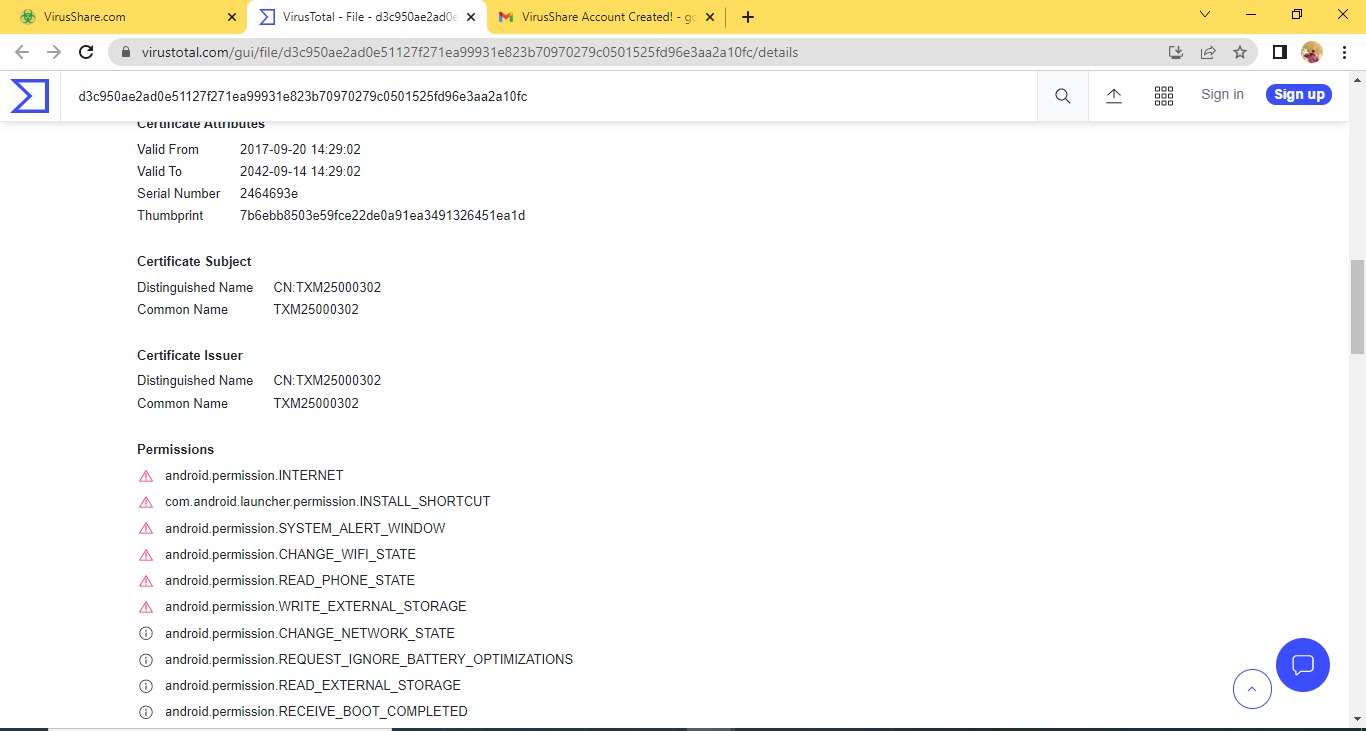 VirusShare.com
VirusTotal - File - d3c950ae2ad0e
VirusShare Account Created! - gc
virustotal.com/gui/file/d3c950ae2ad0e51127f271ea99931e823b70970279c0501525fd96e3aa2a10fc/details
d3c950ae2ad0e51127f271ea99931e823b70970279c0501525fd96e3aa2a10fc
Sign in
Sign up
Certificate Attributes
Valid From 2017-09-20 14:29:02
Valid To 2042-09-14 14:29:02
Serial Number 2464693e
Thumbprint 7b6ebb8503e59fce22de0a91ea3491326451ea1d
Certificate Subject
Distinguished Name CN:TXM25000302
Common Name TXM25000302
Certificate Issuer
Distinguished Name CN:TXM25000302
Common Name TXM25000302
Permissions
android.permission.INTERNET
com.android.launcher.permission.INSTALL_SHORTCUT
android.permission.SYSTEM_ALERT_WINDOW
android.permission.CHANGE_WIFI_STATE
android.permission.READ_PHONE_STATE
android.permission.WRITE_EXTERNAL_STORAGE
android.permission.CHANGE_NETWORK_STATE
android.permission.REQUEST_IGNORE_BATTERY_OPTIMIZATIONS
android.permission.READ_EXTERNAL_STORAGE
android.permission.RECEIVE_BOOT_COMPLETED